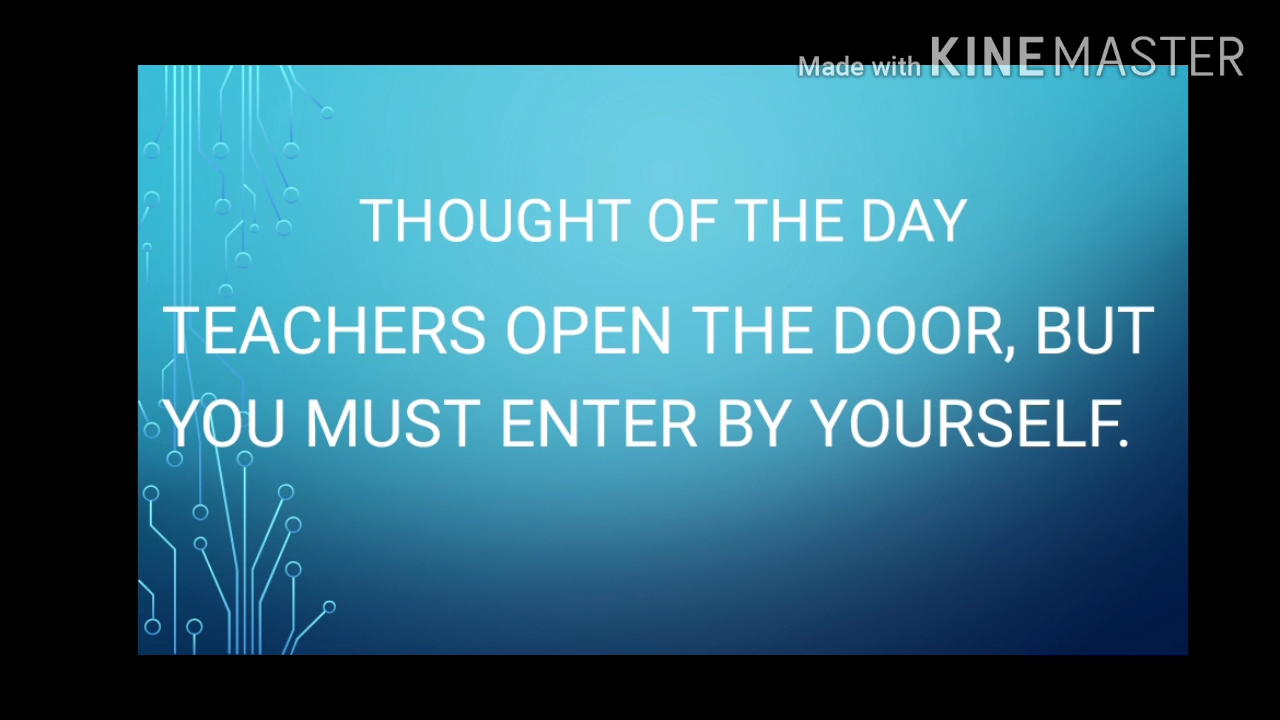 Made with KINEMASTER
THOUGHT OF THE DAY
TEACHERS OPEN THE DOOR, BUT
YOU MUST ENTER BY YOURSELF.